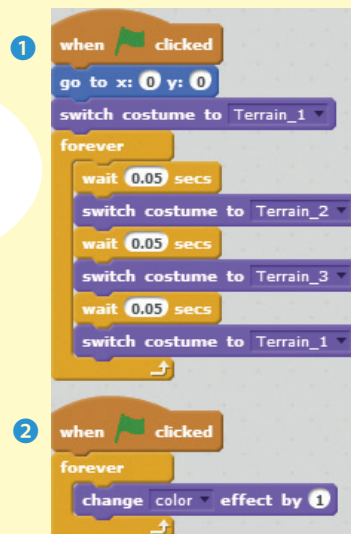 1
when clicked
go to x: 0 y: 0
switch costume to Terrain_1
forever
wait 0.05 secs
switch costume to Terrain_2
wait 0.05 secs
switch costume to Terrain_3
wait 0.05 secs
switch costume to Terrain_1
2
when clicked
forever
change color effect by 1